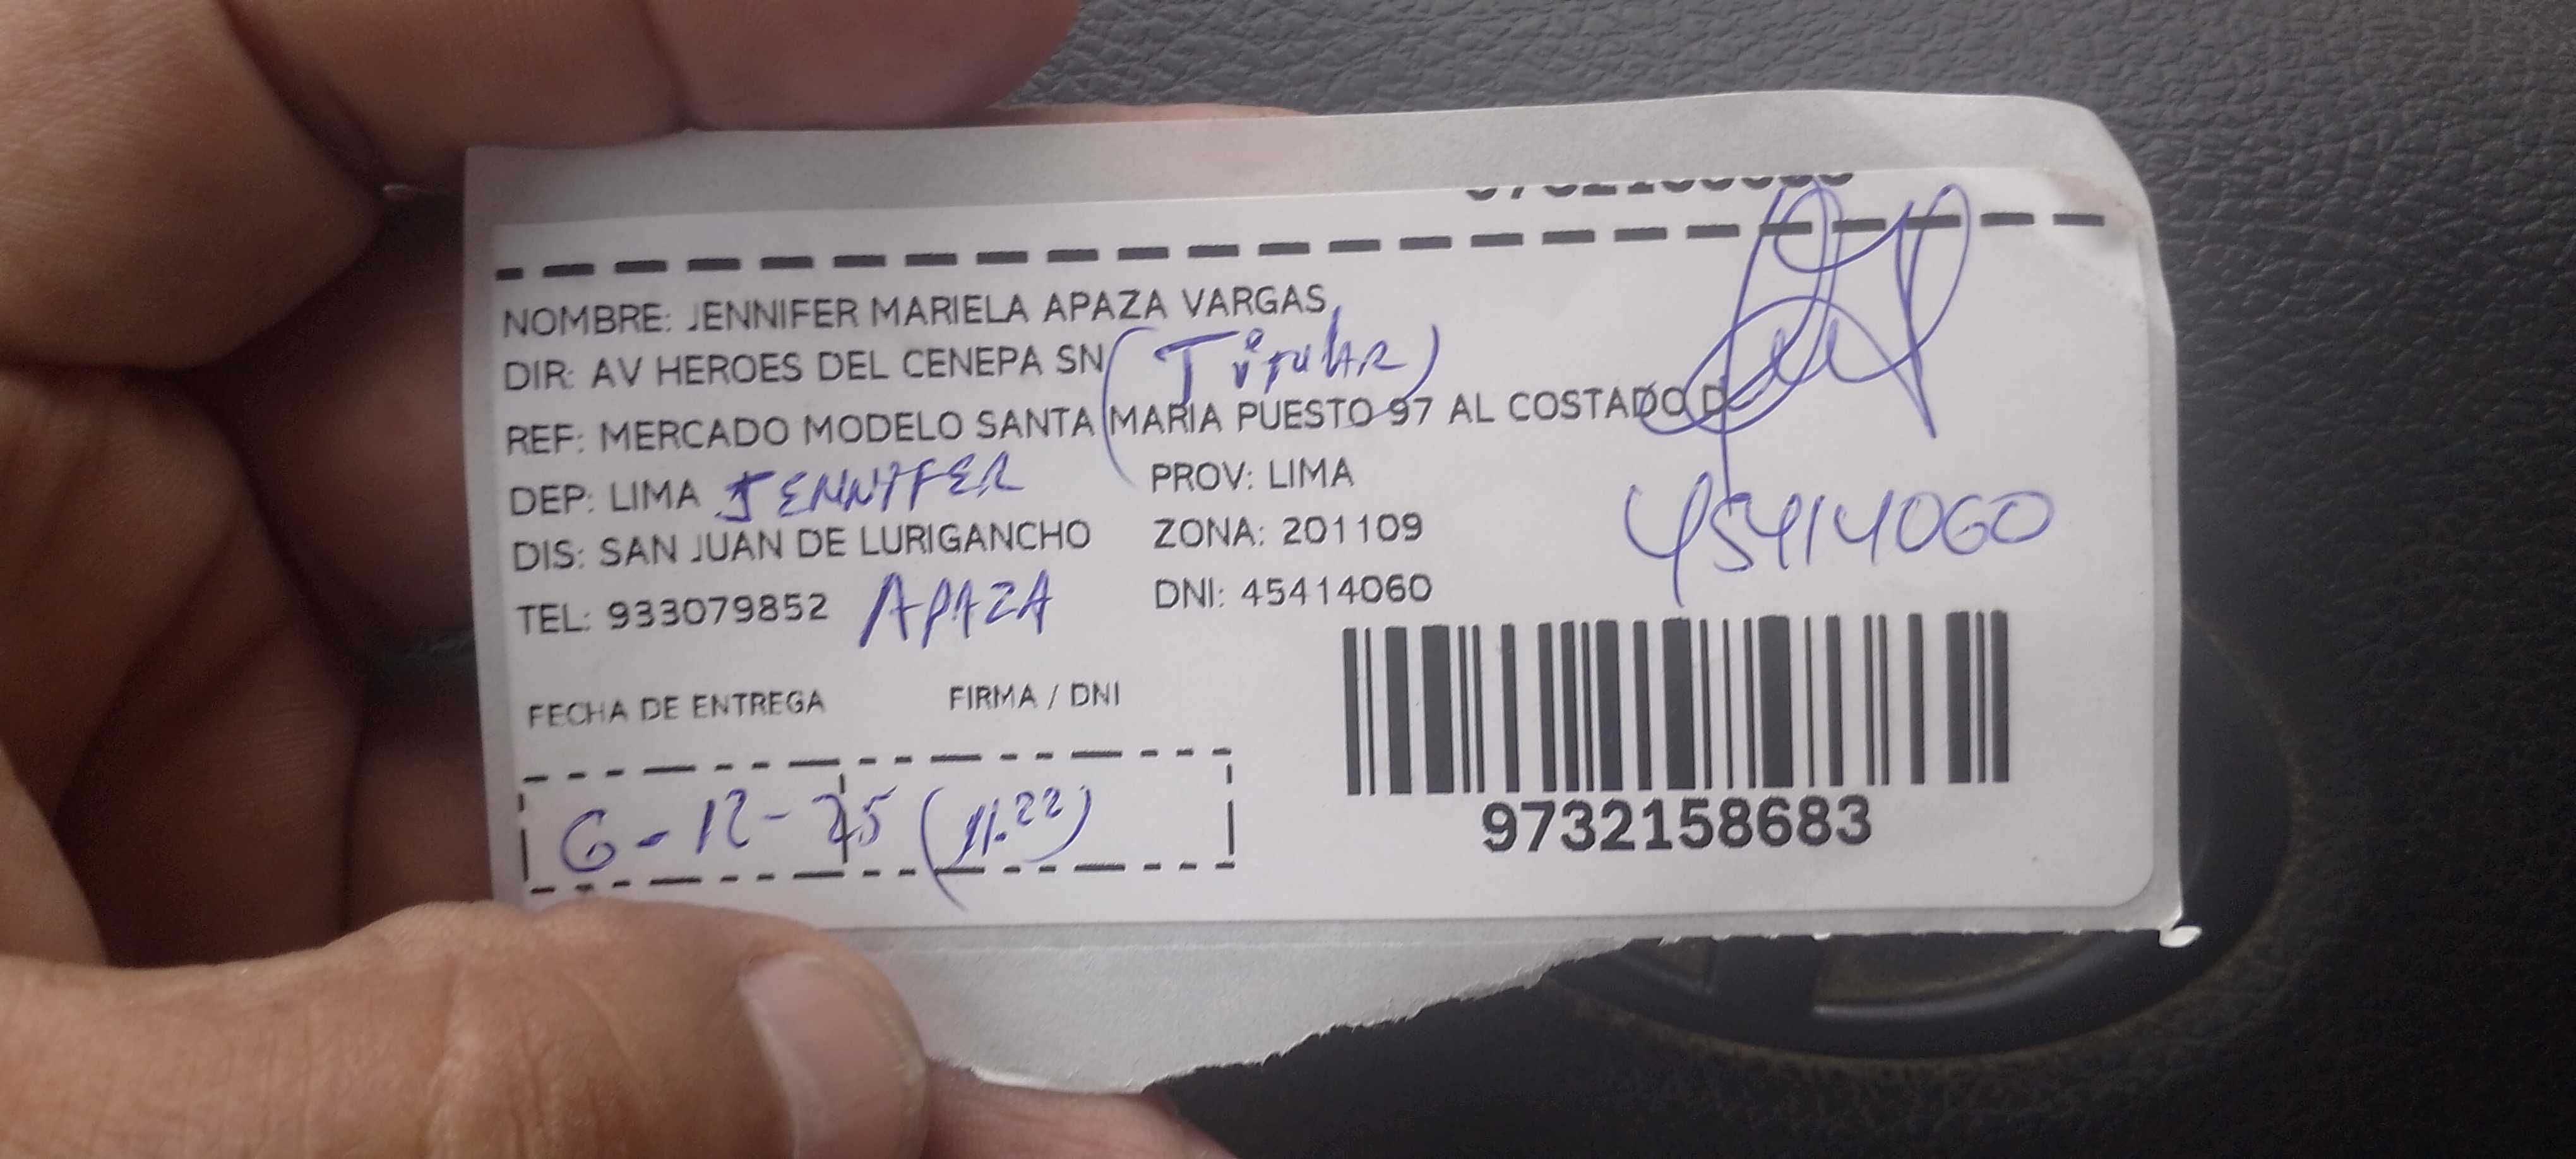 NOMBRE: JENNIFER MARIELA APAZA VARGAS
DIR: AV HEROES DEL CENEPA SN (Titular)
REF: MERCADO MODELO SANTA MARIA PUESTO 97 AL COSTADO D
DEP: LIMA JENNIFER PROV: LIMA
45414060
DIS: SAN JUAN DE LURIGANCHO ZONA: 201109
TEL: 933079852 APAZA DNI: 45414060
FECHA DE ENTREGA FIRMA / DNI
6-12-25 (11.22)
9732158683